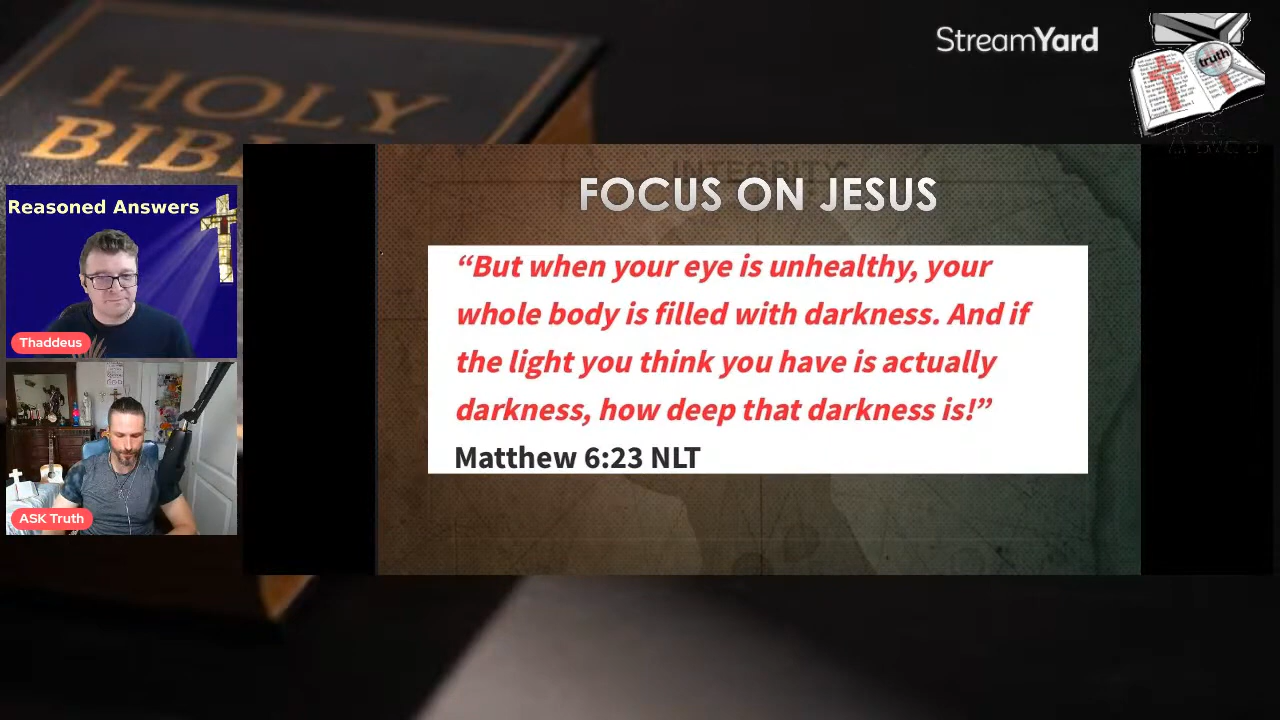 HOLY
BIB
StreamYard
truth
Reasoned Answers
Thaddeus
ASK Truth
INTEGRITY
FOCUS ON JESUS
“But when your eye is unhealthy, your
whole body is filled with darkness. And if
the light you think you have is actually
darkness, how deep that darkness is!”
Matthew 6:23 NLT